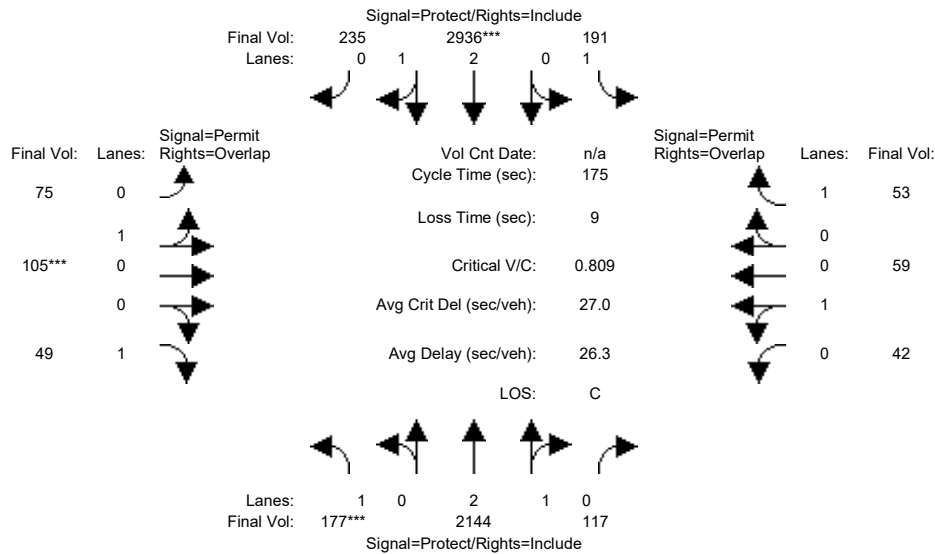 Signal=Protect/Rights=Include
Final Vol: 235 2936*** 191
Lanes: 0 1 2 0 1
Signal=Permit
Final Vol: Lanes: Rights=Overlap
Vol Cnt Date: n/a
Signal=Permit
Rights=Overlap Lanes: Final Vol:
Cycle Time (sec): 175
75 0
1 53
Loss Time (sec): 9
1
0
105*** 0
Critical V/C: 0.809
0 59
0
Avg Crit Del (sec/veh): 27.0
1
49 1
Avg Delay (sec/veh): 26.3
0 42
LOS: C
Lanes: 1 0 2 1 0
Final Vol: 177*** 2144 117
Signal=Protect/Rights=Include